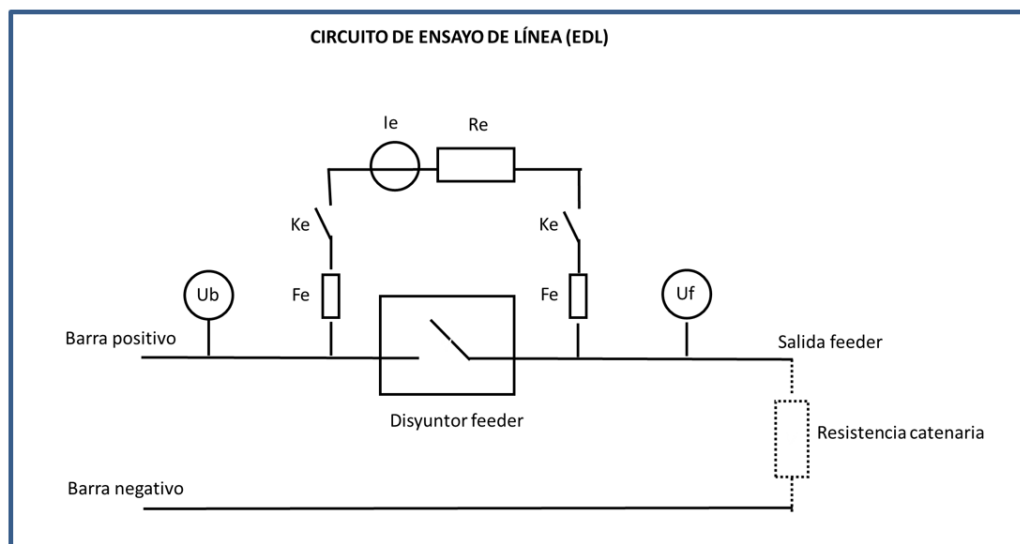 CIRCUITO DE ENSAYO DE LÍNEA (EDL)
Ie
Re
Ke
Ke
Ub
Fe
Fe
Uf
Barra positivo
Salida feeder
Disyuntor feeder
Resistencia catenaria
Barra negativo